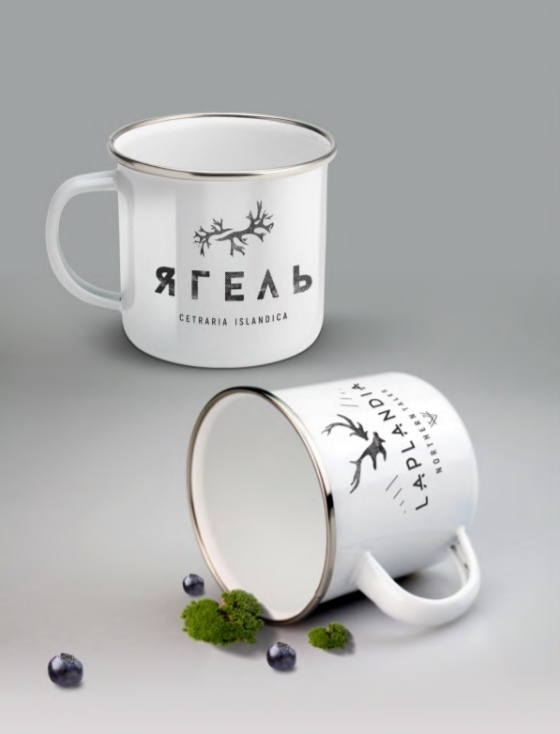 ЯГЕЛЬ
CETRARIA ISLANDICA
LAPLANDIA
NORTHERN TALES